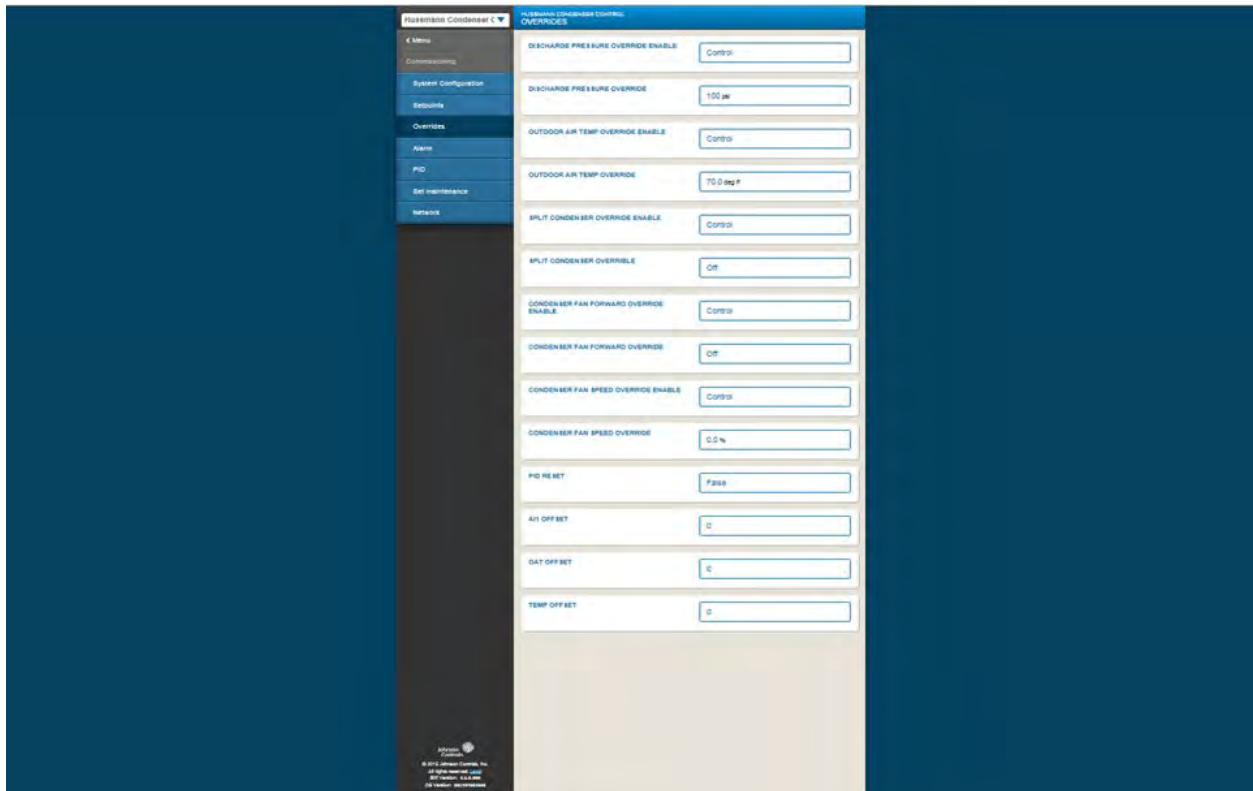 Hussmann Condenser C
HUSSMANN CONDENSER CONTROL
OVERRIDES
< Menu
Commissioning
System Configuration
Setpoints
Overrides
Alarm
PID
Set maintenance
Network
DISCHARGE PRESSURE OVERRIDE ENABLE
Control
DISCHARGE PRESSURE OVERRIDE
100 psi
OUTDOOR AIR TEMP OVERRIDE ENABLE
Control
OUTDOOR AIR TEMP OVERRIDE
70.0 deg F
SPLIT CONDENSER OVERRIDE ENABLE
Control
SPLIT CONDENSER OVERRIBLE
Off
CONDENSER FAN FORWARD OVERRIDE
ENABLE
Control
CONDENSER FAN FORWARD OVERRIDE
Off
CONDENSER FAN SPEED OVERRIDE ENABLE
Control
CONDENSER FAN SPEED OVERRIDE
0.0 %
PID RESET
False
AI1 OFFSET
0
OAT OFFSET
0
TEMP OFFSET
0
Johnson
Controls
© 2012 Johnson Controls, Inc.
All rights reserved. Legal